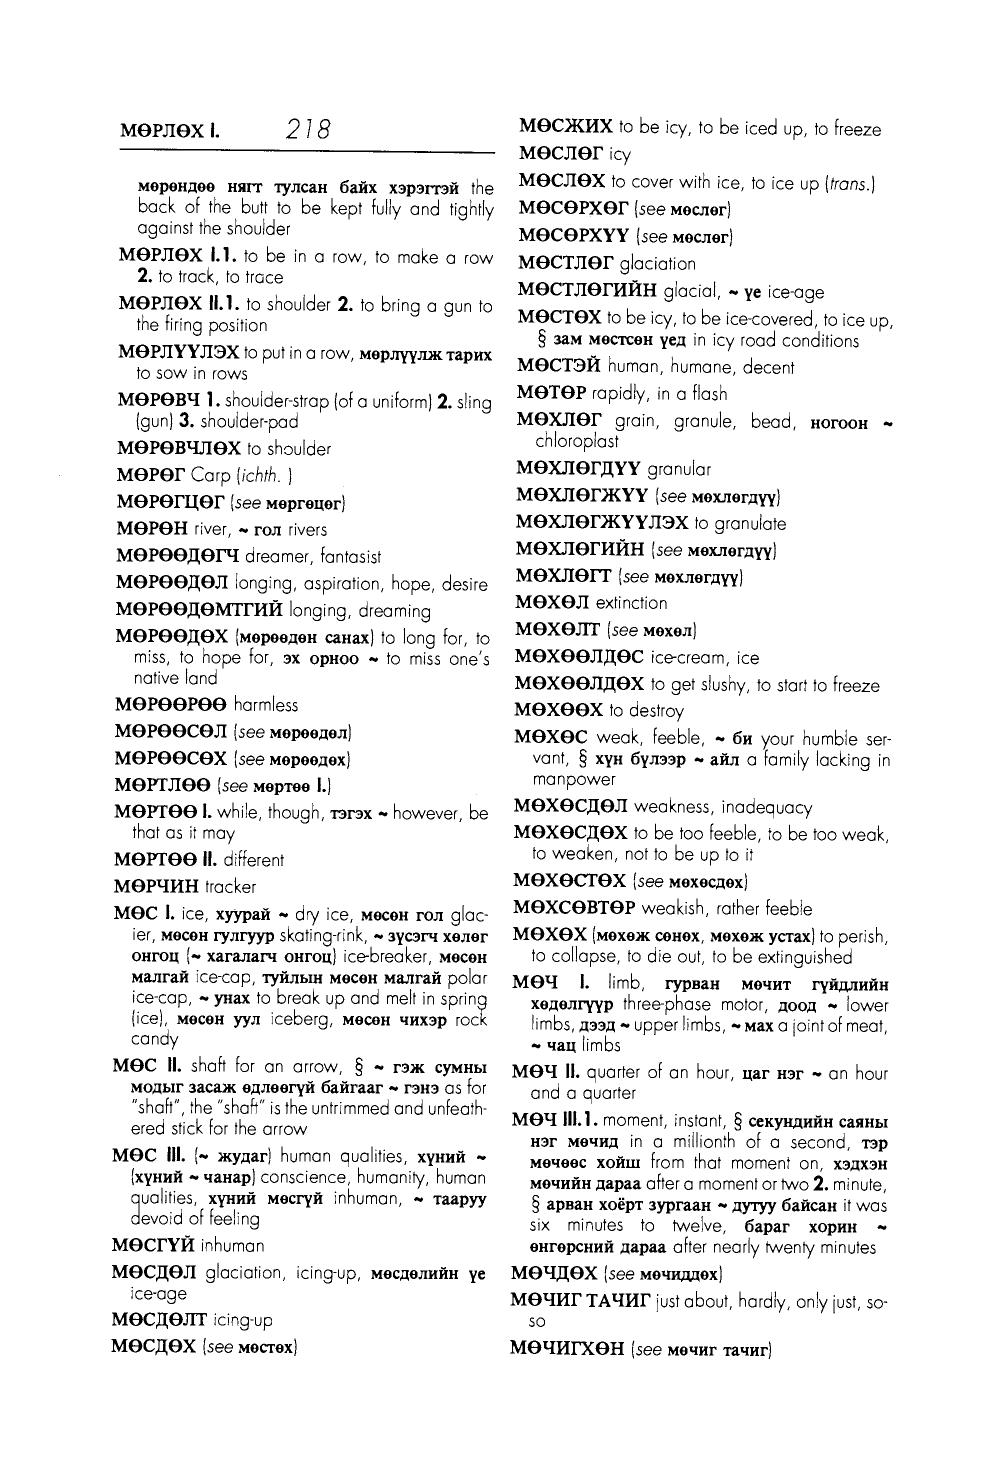 МӨРЛӨХ I. 218
мөрөндөө нягт тулсан байх хэрэгтэй the
back of the butt to be kept fully and tightly
against the shoulder
МӨРЛӨХ I.1. to be in a row, to make a row
2. to track, to trace
МӨРЛӨХ II.1. to shoulder 2. to bring a gun to
the firing position
МӨРЛҮҮЛЭХ to put in a row, мөрлүүлж тарих
to sow in rows
МӨРӨВЧ 1. shoulder-strap (of a uniform) 2. sling
(gun) 3. shoulder-pad
МӨРӨВЧЛӨХ to shoulder
МӨРӨГ Carp (ichth. )
МӨРӨГЦӨГ (see мөргөцөг)
МӨРӨН river, ~ гол rivers
МӨРӨӨДӨГЧ dreamer, fantasist
МӨРӨӨДӨЛ longing, aspiration, hope, desire
МӨРӨӨДӨМТГИЙ longing, dreaming
МӨРӨӨДӨХ (мөрөөдөн санах) to long for, to
miss, to hope for, эх орноо ~ to miss one's
native land
МӨРӨӨРӨӨ harmless
МӨРӨӨСӨЛ (see мөрөөдөл)
МӨРӨӨСӨХ (see мөрөөдөх)
МӨРТЛӨӨ (see мөртөө I.)
МӨРТӨӨ I. while, though, тэгэх ~ however, be
that as it may
МӨРТӨӨ II. different
МӨРЧИН tracker
МӨС I. ice, хуурай ~ dry ice, мөсөн гол glac-
ier, мөсөн гулгуур skating-rink, ~ зүсэгч хөлөг
онгоц (~ хагалагч онгоц) ice-breaker, мөсөн
малгай ice-cap, туйлын мөсөн малгай polar
ice-cap, ~ унах to break up and melt in spring
(ice), мөсөн уул iceberg, мөсөн чихэр rock
candy
МӨС II. shaft for an arrow, § ~ гэж сумны
модыг засаж өдлөөгүй байгааг ~ гэнэ as for
"shaft", the "shaft" is the untrimmed and unfeath-
ered stick for the arrow
МӨС III. (~ жудаг) human qualities, хүний ~
(хүний ~ чанар) conscience, humanity, human
qualities, хүний мөсгүй inhuman, ~ тааруу
devoid of feeling
МӨСГҮЙ inhuman
МӨСДӨЛ glaciation, icing-up, мөсдөлийн үе
ice-age
МӨСДӨЛТ icing-up
МӨСДӨХ (see мөстөх)
МӨСЖИХ to be icy, to be iced up, to freeze
МӨСЛӨГ icy
МӨСЛӨХ to cover with ice, to ice up (trans.)
МӨСӨРХӨГ (see мөслөг)
МӨСӨРХҮҮ (see мөслөг)
МӨСТЛӨГ glaciation
МӨСТЛӨГИЙН glacial, ~ үе ice-age
МӨСТӨХ to be icy, to be ice-covered, to ice up,
§ зам мөстсөн үед in icy road conditions
МӨСТЭЙ human, humane, decent
МӨТӨР rapidly, in a flash
МӨХЛӨГ grain, granule, bead, ногоон ~
chloroplast
МӨХЛӨГДҮҮ granular
МӨХЛӨГЖҮҮ (see мөхлөгдүү)
МӨХЛӨГЖҮҮЛЭХ to granulate
МӨХЛӨГИЙН (see мөхлөгдүү)
МӨХЛӨГТ (see мөхлөгдүү)
МӨХӨЛ extinction
МӨХӨЛТ (see мөхөл)
МӨХӨӨЛДӨС ice-cream, ice
МӨХӨӨЛДӨХ to get slushy, to start to freeze
МӨХӨӨХ to destroy
МӨХӨС weak, feeble, ~ би your humble ser-
vant, § хүн бүлээр ~ айл a family lacking in
manpower
МӨХӨСДӨЛ weakness, inadequacy
МӨХӨСДӨХ to be too feeble, to be too weak,
to weaken, not to be up to it
МӨХӨСТӨХ (see мөхөсдөх)
МӨХСӨВТӨР weakish, rather feeble
МӨХӨХ (мөхөж сөнөх, мөхөж устах) to perish,
to collapse, to die out, to be extinguished
МӨЧ I. limb, гурван мөчит гүйдлийн
хөдөлгүүр three-phase motor, доод ~ lower
limbs, дээд ~ upper limbs, ~ мах a joint of meat,
~ чац limbs
МӨЧ II. quarter of an hour, цаг нэг ~ an hour
and a quarter
МӨЧ III.1. moment, instant, § секундийн саяны
нэг мөчид in a millionth of a second, тэр
мөчөөс хойш from that moment on, хэдхэн
мөчийн дараа after a moment or two 2. minute,
§ арван хоёрт зургаан ~ дутуу байсан it was
six minutes to twelve, бараг хорин ~
өнгөрсний дараа after nearly twenty minutes
МӨЧДӨХ (see мөчиддөх)
МӨЧИГ ТАЧИГ just about, hardly, only just, so-
so
МӨЧИГХӨН (see мөчиг тачиг)